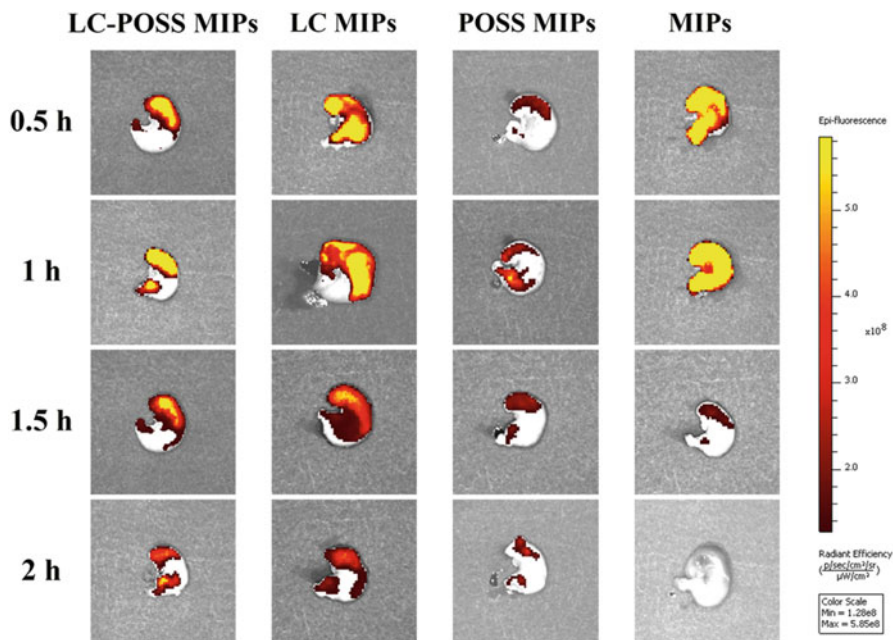 LC-POSS MIPs LC MIPs POSS MIPs MIPs
0.5 h
1 h
1.5 h
2 h
Epi-fluorescence
5.0
4.0
x10⁸
3.0
2.0
Radiant Efficiency
(p/sec/cm²/sr / µW/cm²)
Color Scale
Min = 1.28e8
Max = 5.85e8